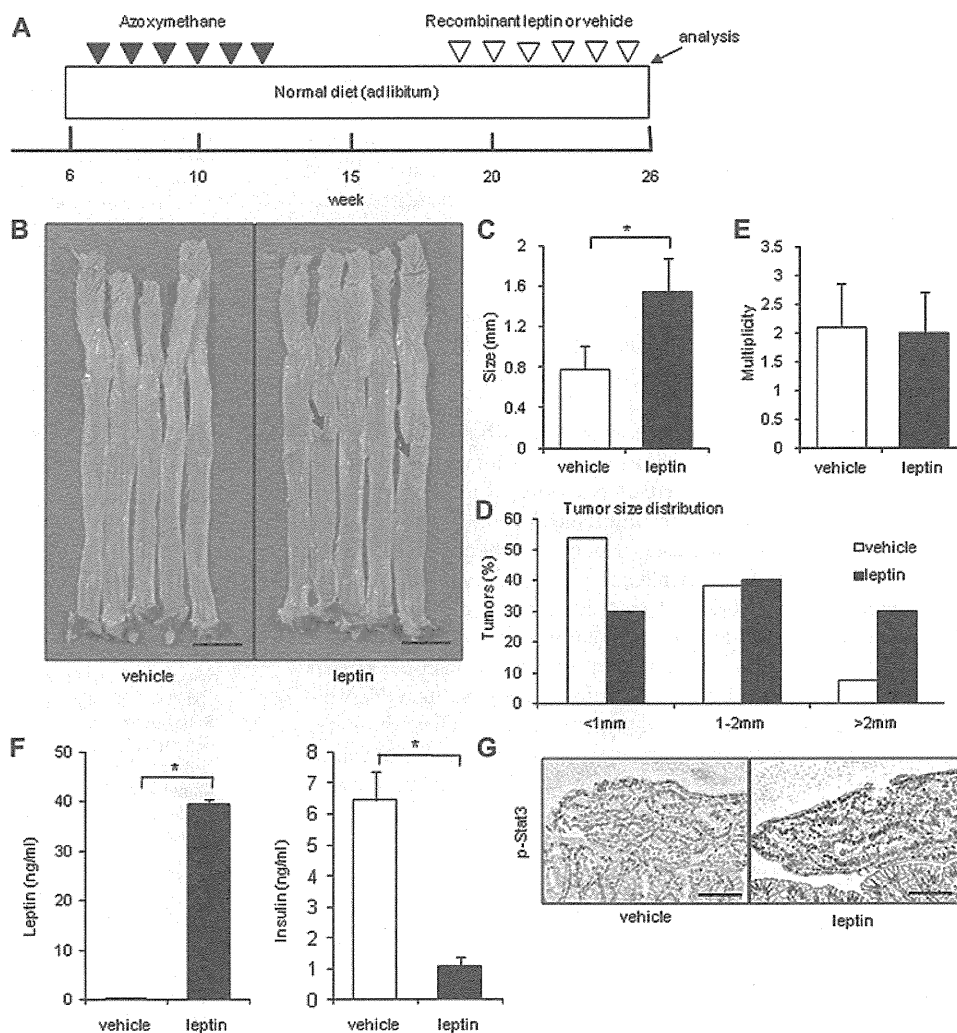 A
Azoxymethane
Recombinant leptin or vehicle
analysis
Normal diet (ad libitum)
6
10
15
20
26
week
B
vehicle
leptin
C
*
2
1.6
1.2
0.8
0.4
0
Size (mm)
vehicle
leptin
E
3.5
3
2.5
2
1.5
1
0.5
0
Multiplicity
vehicle
leptin
D
Tumor size distribution
60
50
40
30
20
10
0
Tumors (%)
vehicle
leptin
<1mm
1-2mm
>2mm
F
50
40
30
20
10
0
Leptin (ng/ml)
*
vehicle
leptin
8
7
6
5
4
3
2
1
0
Insulin (ng/ml)
*
vehicle
leptin
G
p-Stat3
vehicle
leptin